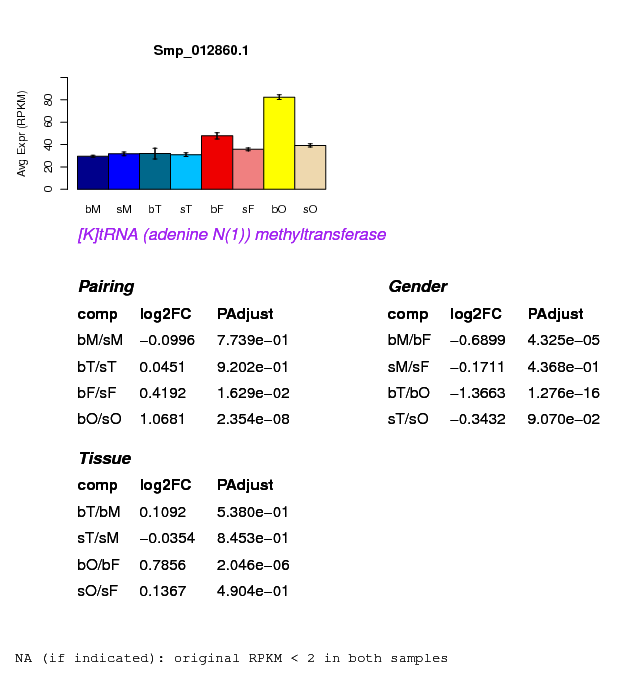 Smp_012860.1
Avg Expr (RPKM)
0 20 40 60 80
bM sM bT sT bF sF bO sO
[K]tRNA (adenine N(1)) methyltransferase
Pairing
comp log2FC PAdjust
bM/sM −0.0996 7.739e−01
bT/sT 0.0451 9.202e−01
bF/sF 0.4192 1.629e−02
bO/sO 1.0681 2.354e−08
Gender
comp log2FC PAdjust
bM/bF −0.6899 4.325e−05
sM/sF −0.1711 4.368e−01
bT/bO −1.3663 1.276e−16
sT/sO −0.3432 9.070e−02
Tissue
comp log2FC PAdjust
bT/bM 0.1092 5.380e−01
sT/sM −0.0354 8.453e−01
bO/bF 0.7856 2.046e−06
sO/sF 0.1367 4.904e−01
NA (if indicated): original RPKM < 2 in both samples